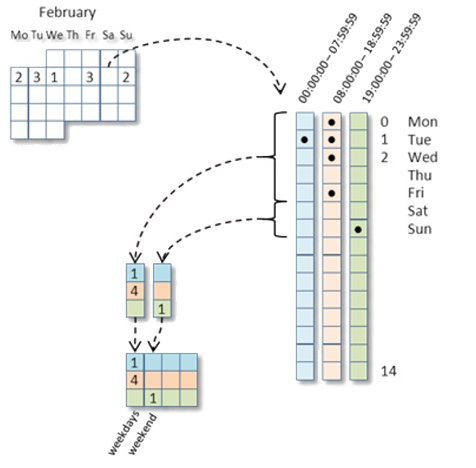 February
Mo Tu We Th Fr Sa Su
2 3 1 3 2
00:00:00 – 07:59:59
08:00:00 – 18:59:59
19:00:00 – 23:59:59
0 Mon
1 Tue
2 Wed
Thu
Fri
Sat
Sun
14
1
4
1
1
4
1
weekdays
weekend